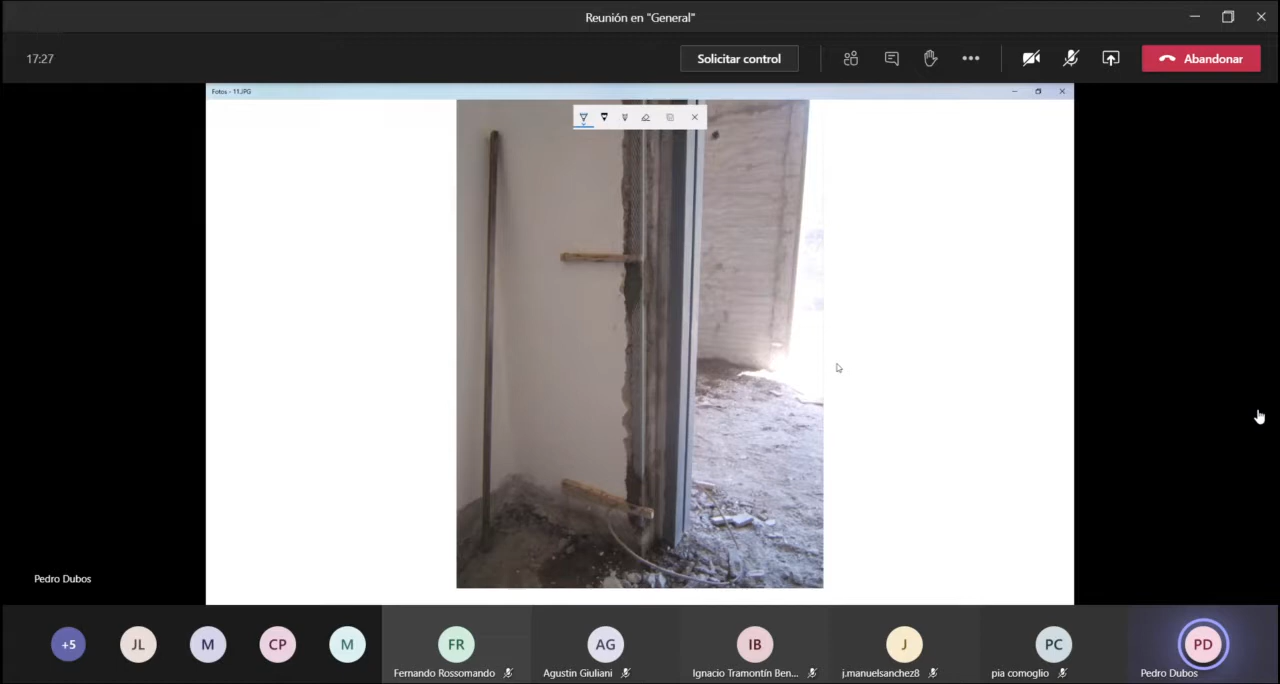 Reunión en "General"
17:27
Solicitar control
Abandonar
Fotos - 11.JPG
Pedro Dubos
+5
JL
M
CP
M
FR
AG
IB
J
PC
PD
Fernando Rossomando
Agustin Giuliani
Ignacio Tramontín Ben...
j.manuelsanchez8
pia comoglio
Pedro Dubos